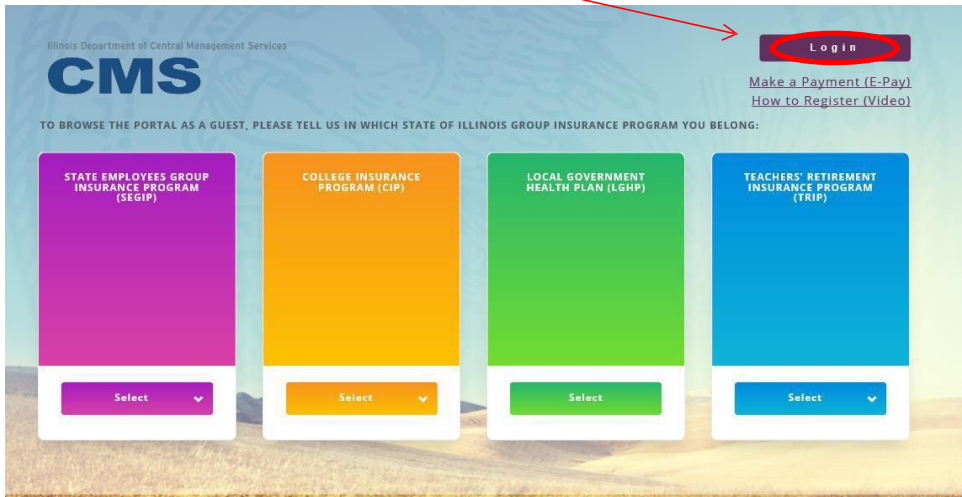 Illinois Department of Central Management Services
CMS
Login
Make a Payment (E-Pay)
How to Register (Video)
TO BROWSE THE PORTAL AS A GUEST, PLEASE TELL US IN WHICH STATE OF ILLINOIS GROUP INSURANCE PROGRAM YOU BELONG:
STATE EMPLOYEES GROUP
INSURANCE PROGRAM
(SEGIP)
Select
COLLEGE INSURANCE
PROGRAM (CIP)
Select
LOCAL GOVERNMENT
HEALTH PLAN (LGHP)
Select
TEACHERS' RETIREMENT
INSURANCE PROGRAM
(TRIP)
Select